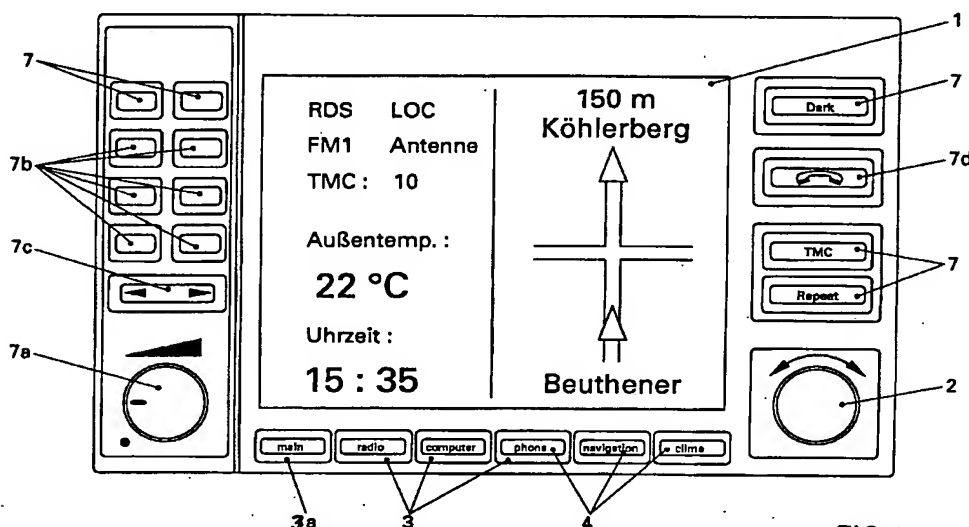 1
7
7b
7c
7a
RDS LOC
FM1 Antenne
TMC : 10
Außentemp. :
22 °C
Uhrzeit :
15 : 35
150 m
Köhlerberg
Beuthener
Dark
7
7d
TMC
Repeat
7
2
main
radio
computer
phone
navigation
clima
3a
3
4